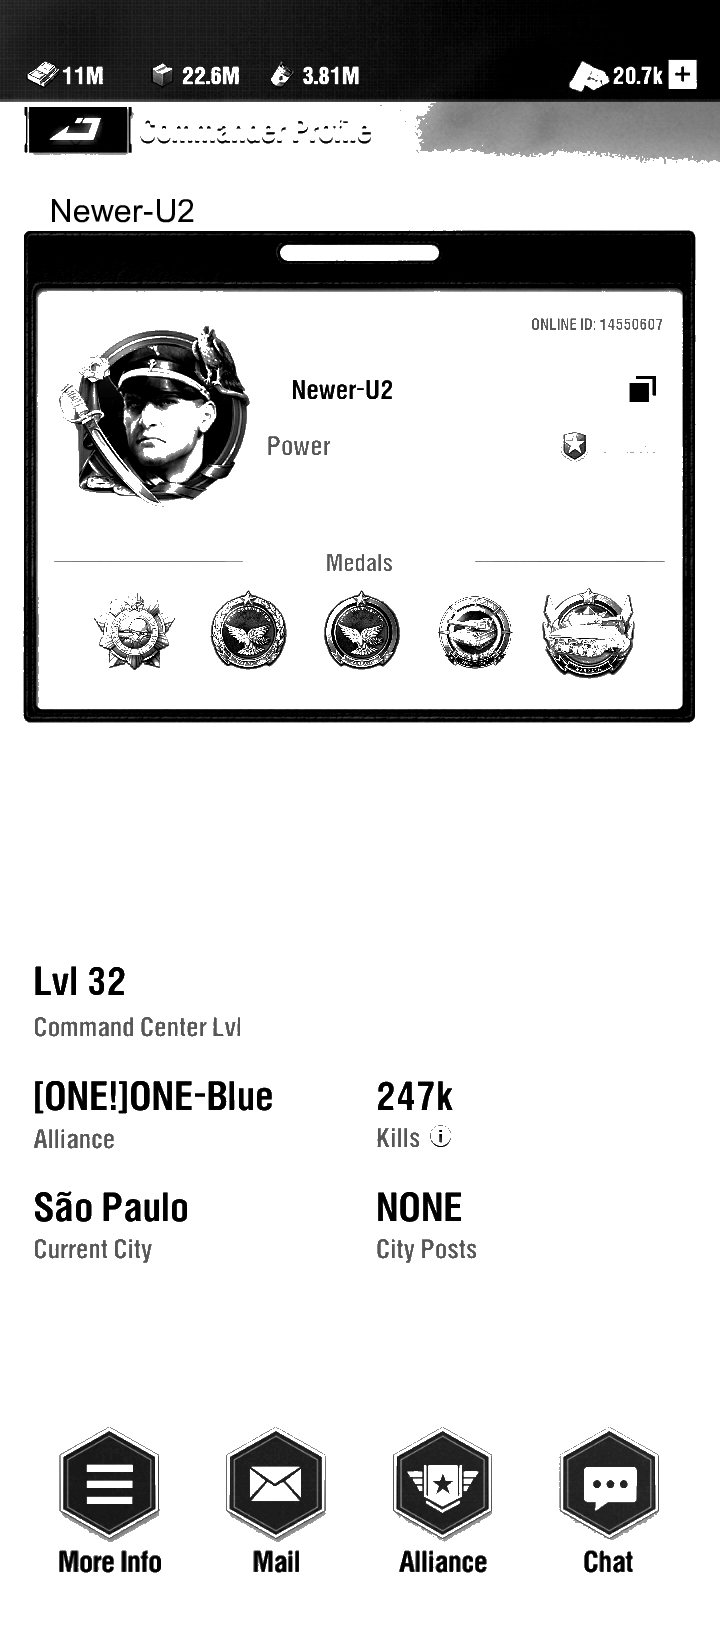 11M 22.6M 3.81M 20.7k
Commander Profile
Newer-U2
ONLINE ID: 14550607
Newer-U2
Power
Medals
Lvl 32
Command Center Lvl
[ONE!]ONE-Blue 247k
Alliance Kills
São Paulo NONE
Current City City Posts
More Info Mail Alliance Chat